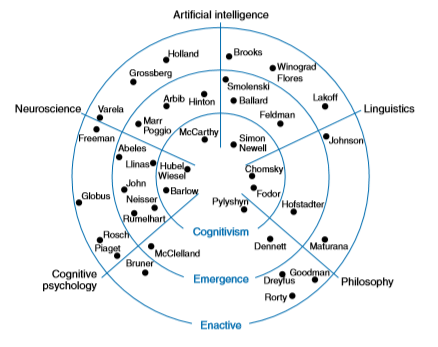 Artificial intelligence
Holland
Brooks
Winograd
Flores
Grossberg
Smolenski
Arbib
Hinton
Ballard
Lakoff
Neuroscience
Varela
Linguistics
Feldman
Marr
Poggio
Freeman
McCarthy
Simon
Newell
Johnson
Abeles
Llinas
Hubel
Wiesel
Chomsky
John
Barlow
Fodor
Globus
Neisser
Pylyshyn
Hofstadter
Rumelhart
Cognitivism
Rosch
Piaget
McClelland
Dennett
Maturana
Bruner
Cognitive
psychology
Emergence
Dreyfus
Goodman
Philosophy
Rorty
Enactive